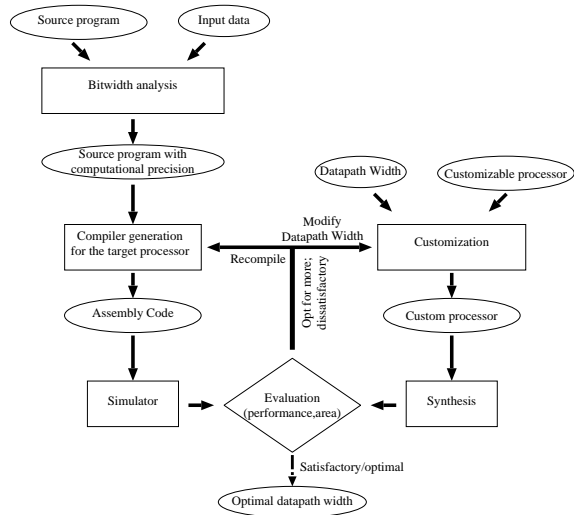 Source program
Input data
Bitwidth analysis
Source program with
computational precision
Datapath Width
Customizable processor
Compiler generation
for the target processor
Modify
Datapath Width
Recompile
Customization
Opt for more;
dissatisfactory
Assembly Code
Custom processor
Simulator
Evaluation
(performance,area)
Synthesis
Satisfactory/optimal
Optimal datapath width